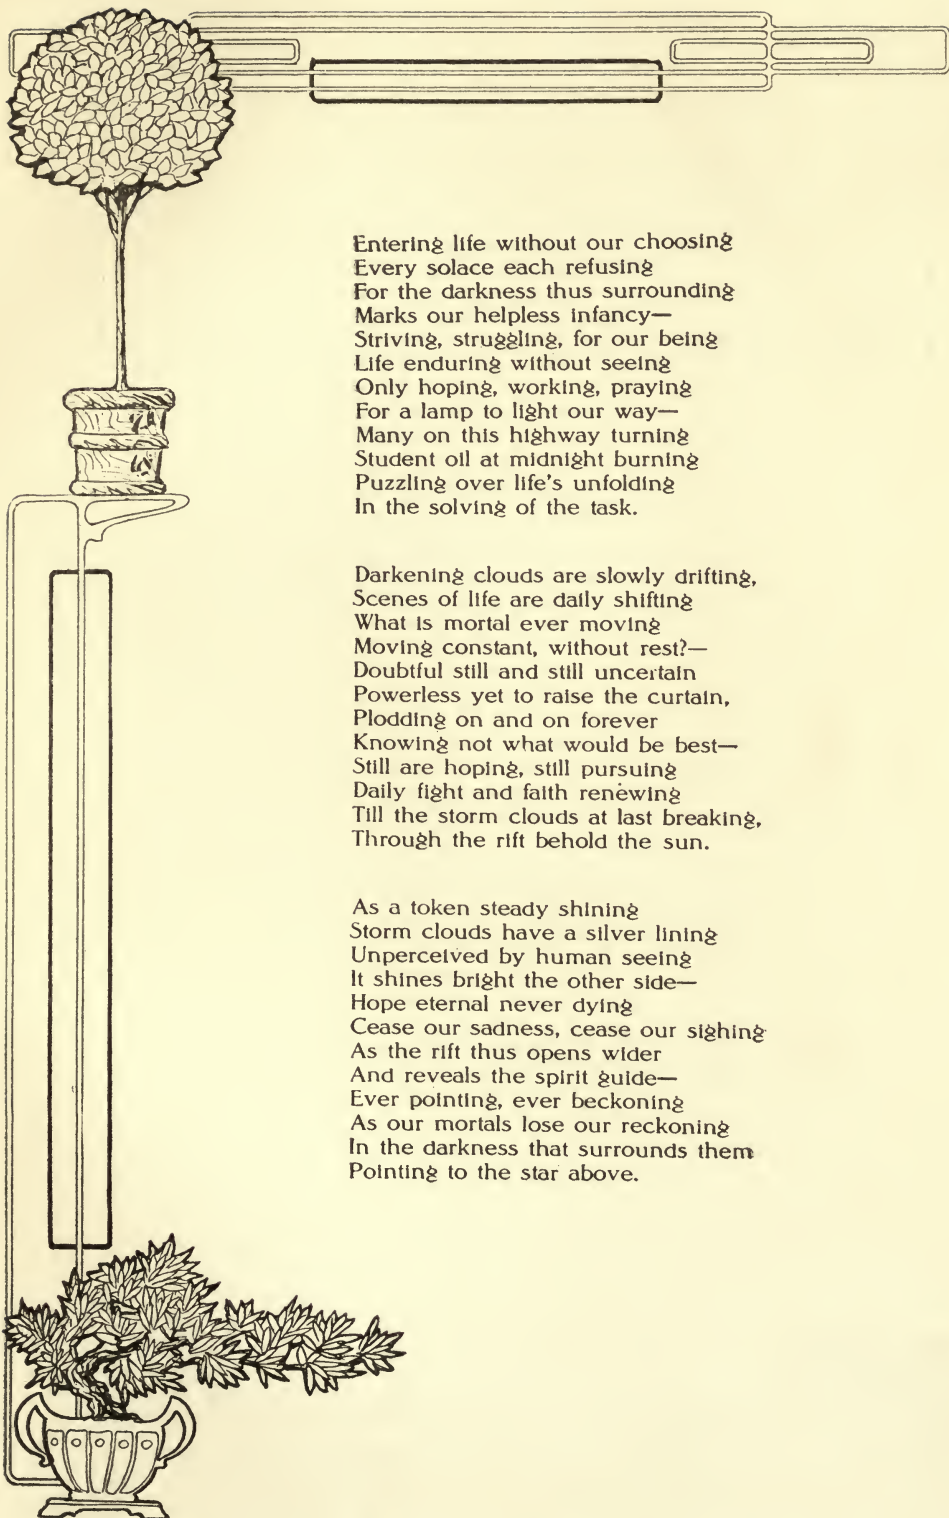 Entering life without our choosing
Every solace each refusing
For the darkness thus surrounding
Marks our helpless infancy—
Striving, struggling, for our being
Life enduring without seeing
Only hoping, working, praying
For a lamp to light our way—
Many on this highway turning
Student oil at midnight burning
Puzzling over life's unfolding
In the solving of the task.

Darkening clouds are slowly drifting,
Scenes of life are daily shifting
What is mortal ever moving
Moving constant, without rest?—
Doubtful still and still uncertain
Powerless yet to raise the curtain,
Plodding on and on forever
Knowing not what would be best—
Still are hoping, still pursuing
Daily fight and faith renewing
Till the storm clouds at last breaking,
Through the rift behold the sun.

As a token steady shining
Storm clouds have a silver lining
Unperceived by human seeing
It shines bright the other side—
Hope eternal never dying
Cease our sadness, cease our sighing
As the rift thus opens wider
And reveals the spirit guide—
Ever pointing, ever beckoning
As our mortals lose our reckoning
In the darkness that surrounds them
Pointing to the star above.